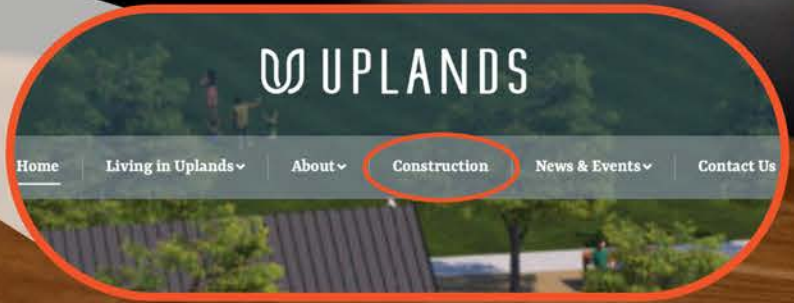 UPLANDS
Home Living in Uplands About Construction News & Events Contact Us